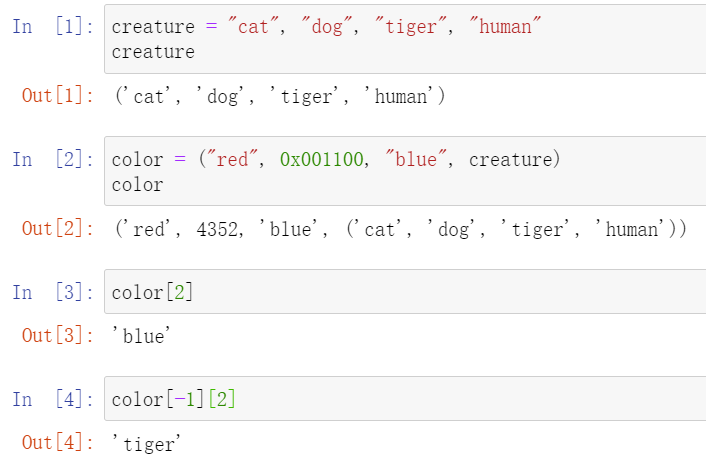 In [1]: creature = "cat", "dog", "tiger", "human"
creature
Out[1]: ('cat', 'dog', 'tiger', 'human')
In [2]: color = ("red", 0x001100, "blue", creature)
color
Out[2]: ('red', 4352, 'blue', ('cat', 'dog', 'tiger', 'human'))
In [3]: color[2]
Out[3]: 'blue'
In [4]: color[-1][2]
Out[4]: 'tiger'